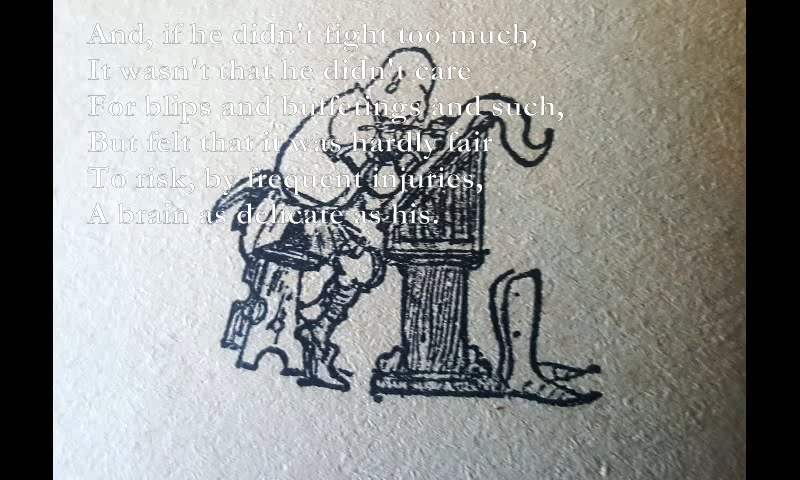 And, if he didn't fight too much,
It wasn't that he didn't care
For blips and buffetings and such,
But felt that it was hardly fair
To risk, by frequent injuries,
A brain as delicate as his.